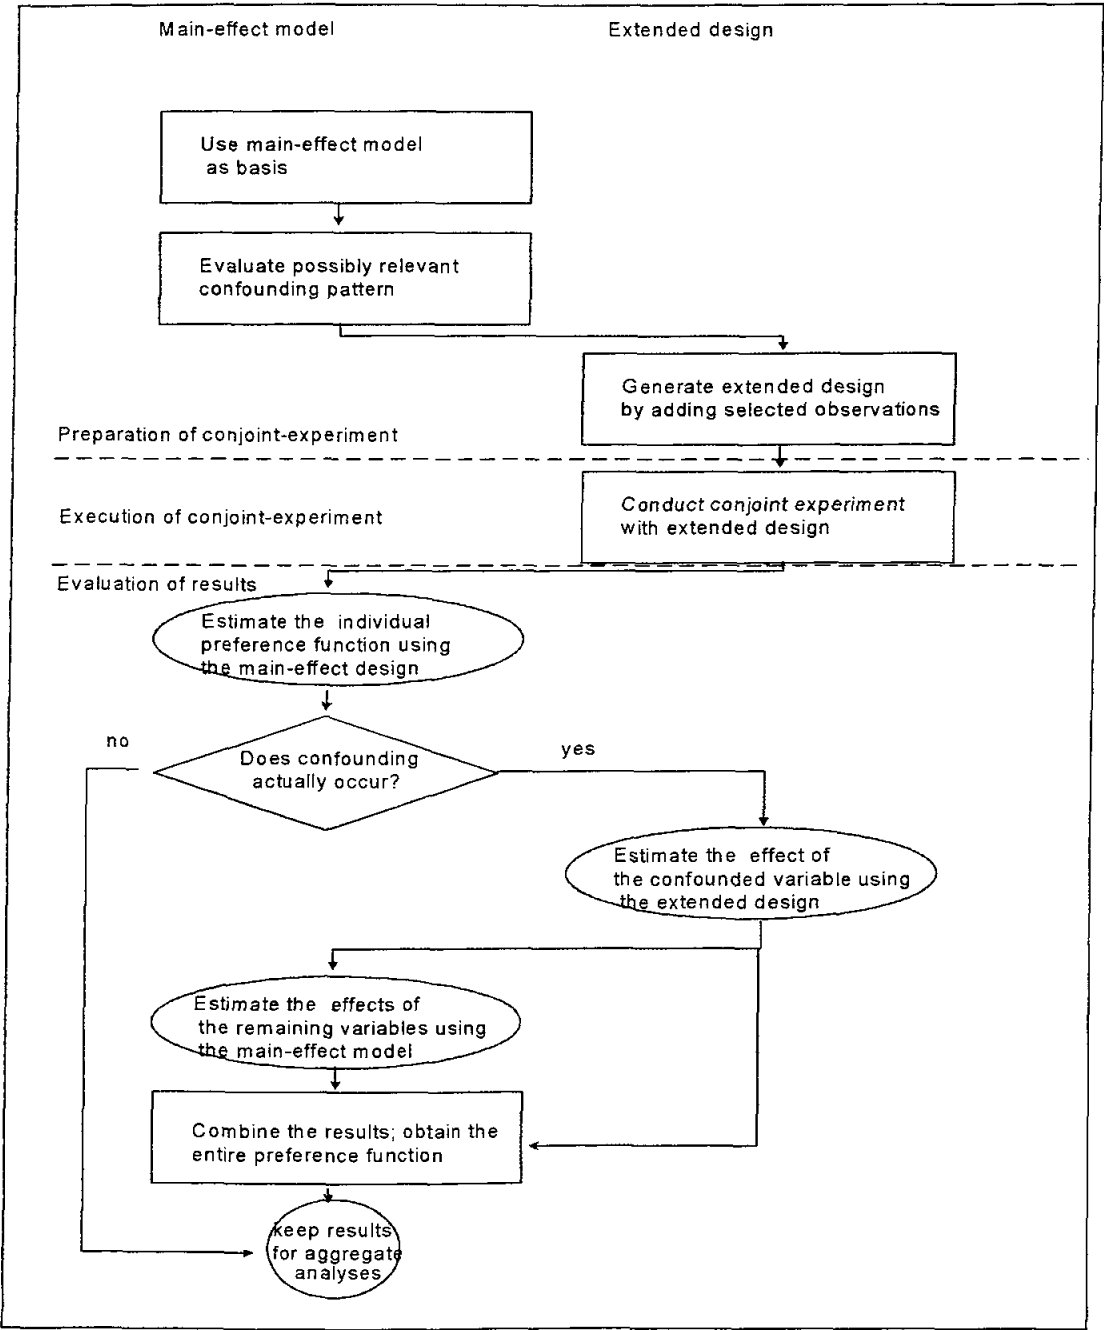 Main-effect model
Extended design
Use main-effect model
as basis
Evaluate possibly relevant
confounding pattern
Generate extended design
by adding selected observations
Preparation of conjoint-experiment
Conduct conjoint experiment
with extended design
Execution of conjoint-experiment
Evaluation of results
Estimate the individual
preference function using
the main-effect design
no
Does confounding
actually occur?
yes
Estimate the effect of
the confounded variable using
the extended design
Estimate the effects of
the remaining variables using
the main-effect model
Combine the results; obtain the
entire preference function
keep results
for aggregate
analyses